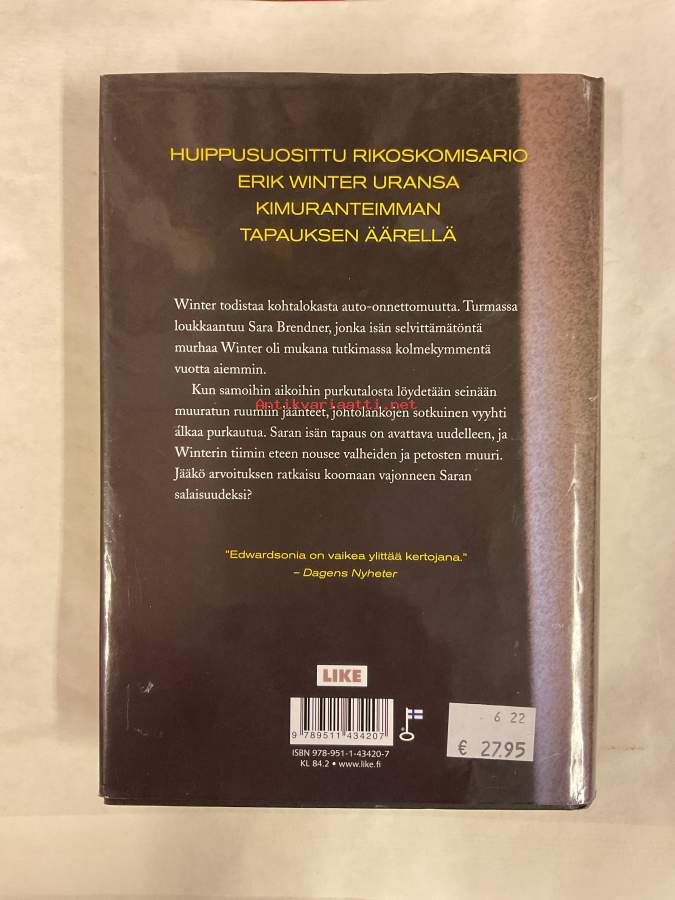 HUIPPUSUOSITTU RIKOSKOMISARIO
ERIK WINTER URANSA
KIMURANTEIMMAN
TAPAUKSEN ÄÄRELLÄ
Winter todistaa kohtalokasta auto-onnettomuutta. Turmassa
loukkaantuu Sara Brendner, jonka isän selvittämätöntä
murhaa Winter oli mukana tutkimassa kolmekymmentä
vuotta aiemmin.
Kun samoihin aikoihin purkutalosta löydetään seinään
muuratun ruumiin jäänteet, johtolankojen sotkuinen vyyhti
alkaa purkautua. Saran isän tapaus on avattava uudelleen, ja
Winterin tiimin eteen nousee valheiden ja petosten muuri.
Jääkö arvoituksen ratkaisu koomaan vajonneen Saran
salaisuudeksi?
Antikvariaatti.net
"Edwardsonia on vaikea ylittää kertojana."
– Dagens Nyheter
LIKE
9 789511 434207
ISBN 978-951-1-43420-7
KL 84.2 • www.like.fi
6 22
€ 27.95